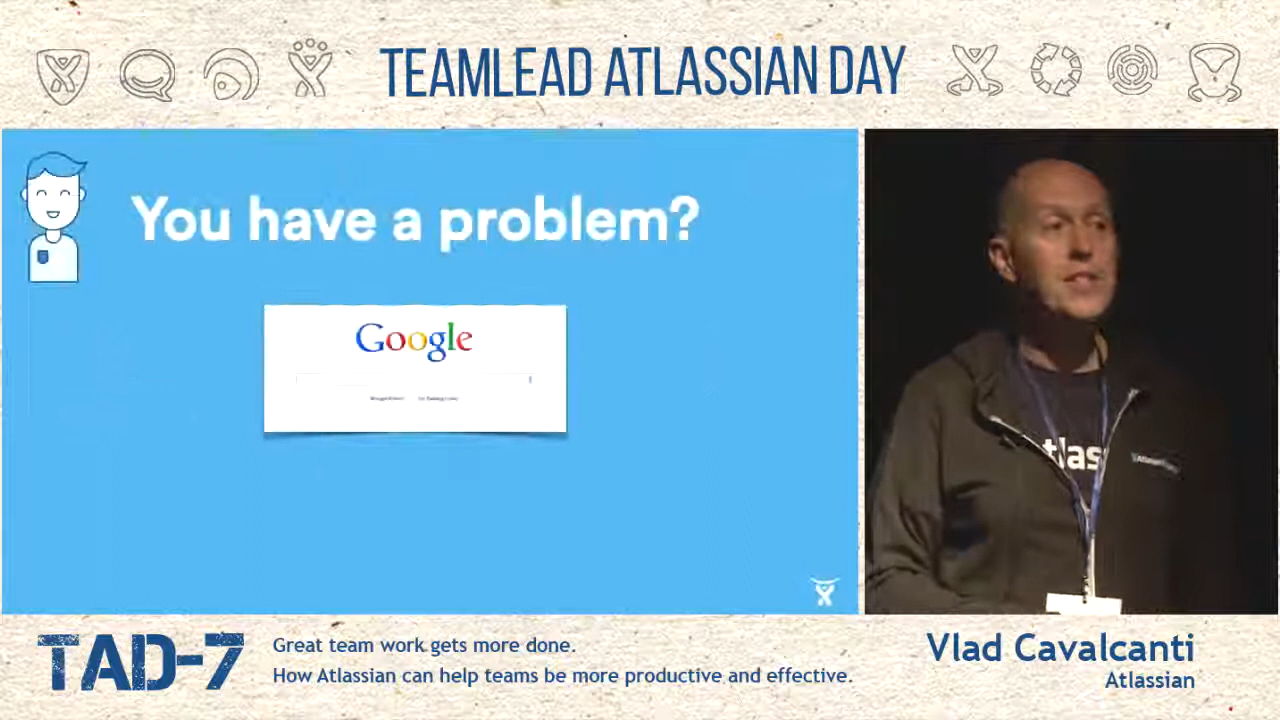 TEAMLEAD ATLASSIAN DAY
You have a problem?
Google
tlas
TAD-7
Great team work gets more done.
How Atlassian can help teams be more productive and effective.
Vlad Cavalcanti
Atlassian